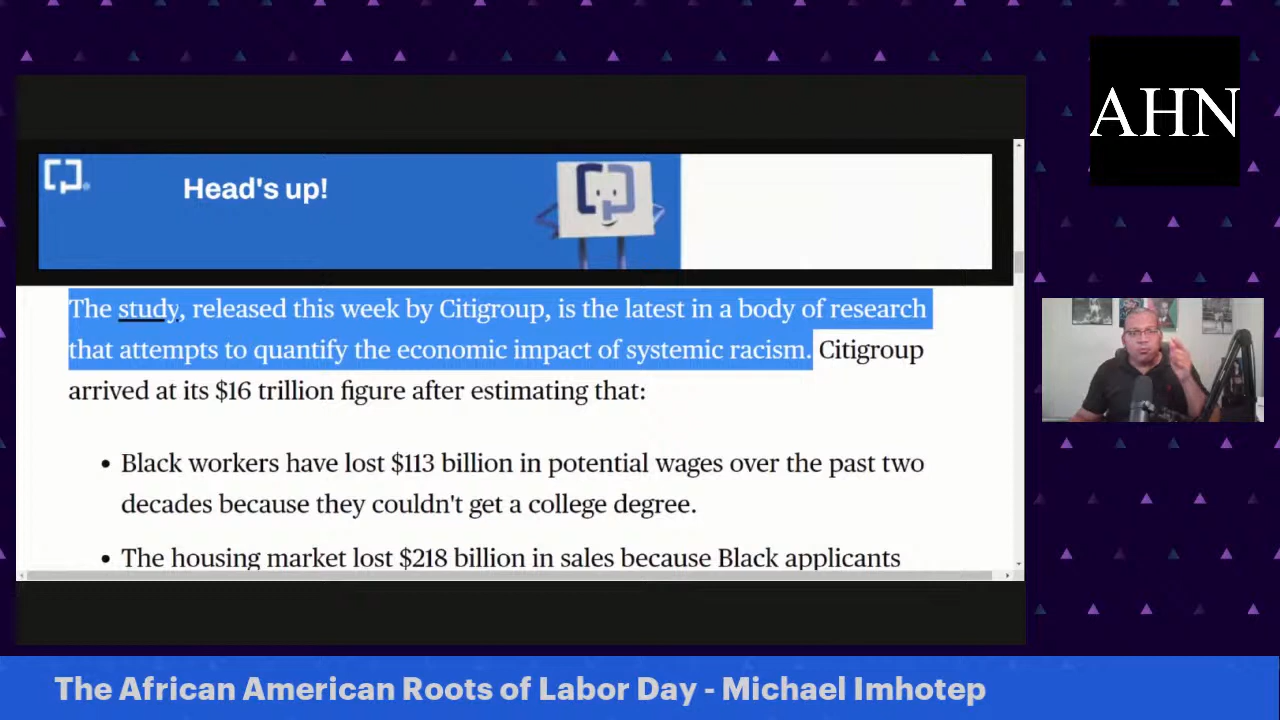 AHN
Head's up!
The study, released this week by Citigroup, is the latest in a body of research
that attempts to quantify the economic impact of systemic racism. Citigroup
arrived at its $16 trillion figure after estimating that:
• Black workers have lost $113 billion in potential wages over the past two
decades because they couldn't get a college degree.
• The housing market lost $218 billion in sales because Black applicants
The African American Roots of Labor Day - Michael Imhotep